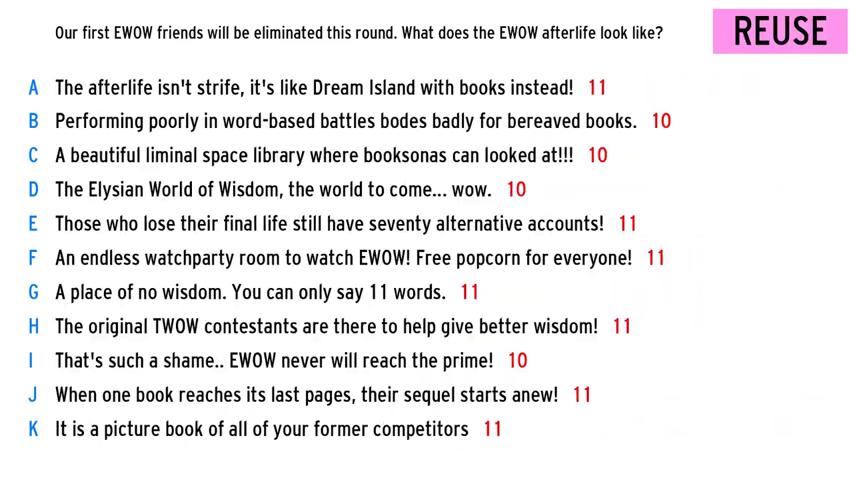 Our first EWOW friends will be eliminated this round. What does the EWOW afterlife look like?
REUSE
A The afterlife isn't strife, it's like Dream Island with books instead! 11
B Performing poorly in word-based battles bodes badly for bereaved books. 10
C A beautiful liminal space library where booksonas can looked at!!! 10
D The Elysian World of Wisdom, the world to come... wow. 10
E Those who lose their final life still have seventy alternative accounts! 11
F An endless watchparty room to watch EWOW! Free popcorn for everyone! 11
G A place of no wisdom. You can only say 11 words. 11
H The original TWOW contestants are there to help give better wisdom! 11
I That's such a shame.. EWOW never will reach the prime! 10
J When one book reaches its last pages, their sequel starts anew! 11
K It is a picture book of all of your former competitors 11